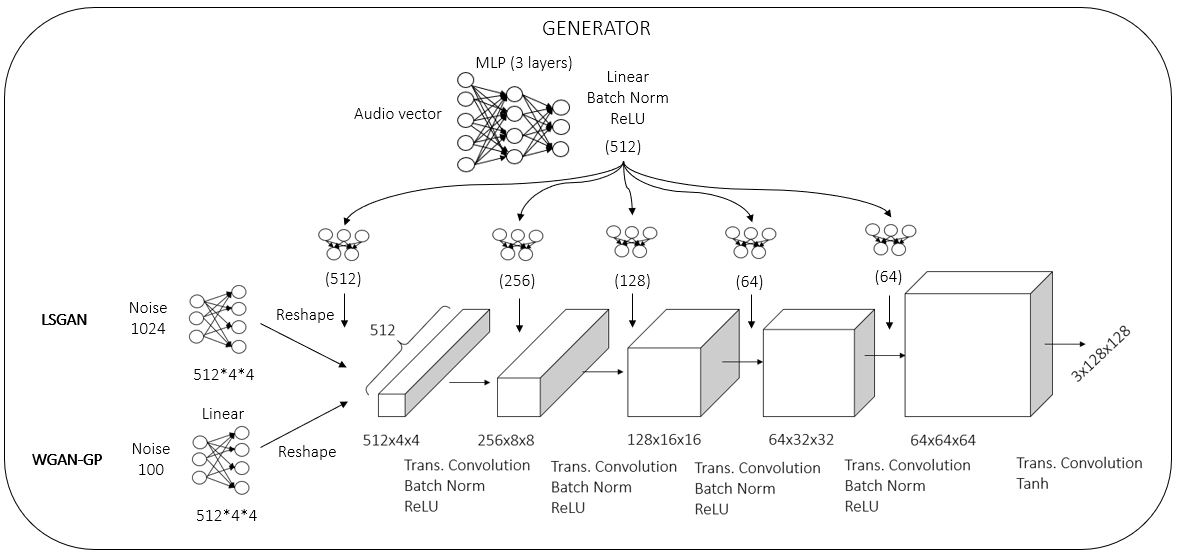 GENERATOR
MLP (3 layers)
Audio vector
Linear
Batch Norm
ReLU
(512)
(512)
(256)
(128)
(64)
(64)
LSGAN
Noise
1024
512*4*4
Reshape
512
WGAN-GP
Noise
100
Linear
512*4*4
Reshape
512x4x4
256x8x8
128x16x16
64x32x32
64x64x64
3x128x128
Trans. Convolution
Batch Norm
ReLU
Trans. Convolution
Batch Norm
ReLU
Trans. Convolution
Batch Norm
ReLU
Trans. Convolution
Batch Norm
ReLU
Trans. Convolution
Tanh